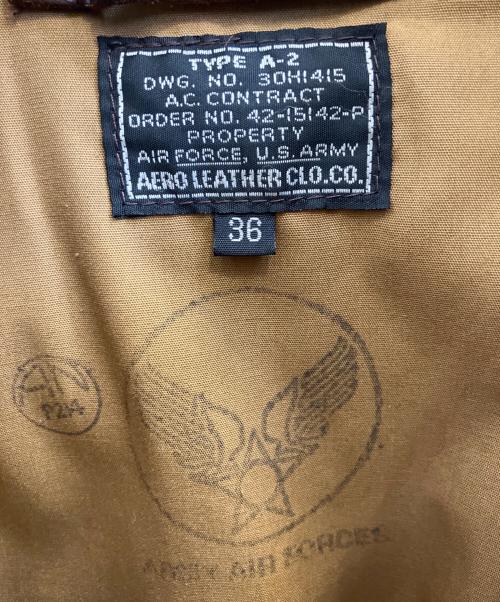 TYPE A-2
DWG. NO. 30H1415
A.C. CONTRACT
ORDER NO. 42-15142-P
PROPERTY
AIR FORCE, U.S. ARMY
AERO LEATHER CLO.CO.
36
P214
ARMY AIR FORCES